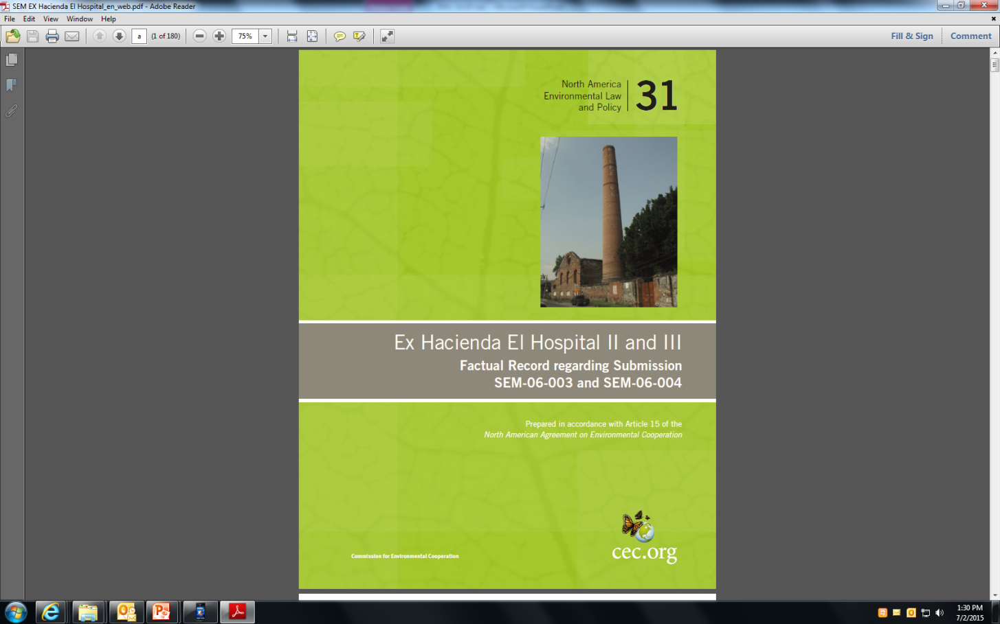 SEM EX Hacienda El Hospital_en_web.pdf - Adobe Reader
File Edit View Window Help
a (1 of 180) 75% Fill & Sign Comment
North America
Environmental Law
and Policy
31
Ex Hacienda El Hospital II and III
Factual Record regarding Submission
SEM-06-003 and SEM-06-004
Prepared in accordance with Article 15 of the
North American Agreement on Environmental Cooperation
cec.org
Commission for Environmental Cooperation
1:30 PM
7/2/2015